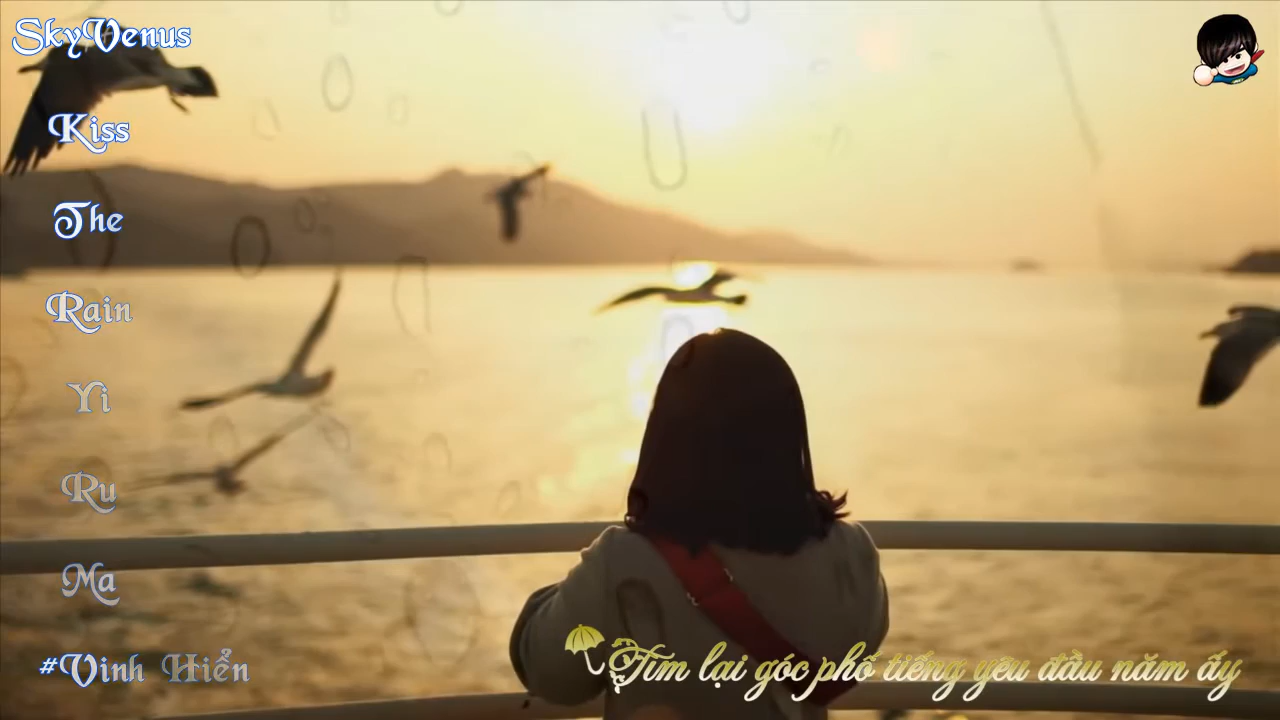 SkyVenus
Kiss
The
Rain
Yi
Ru
Ma
#Vinh Hiển
Tìm lại góc phố tiếng yêu đầu năm ấy